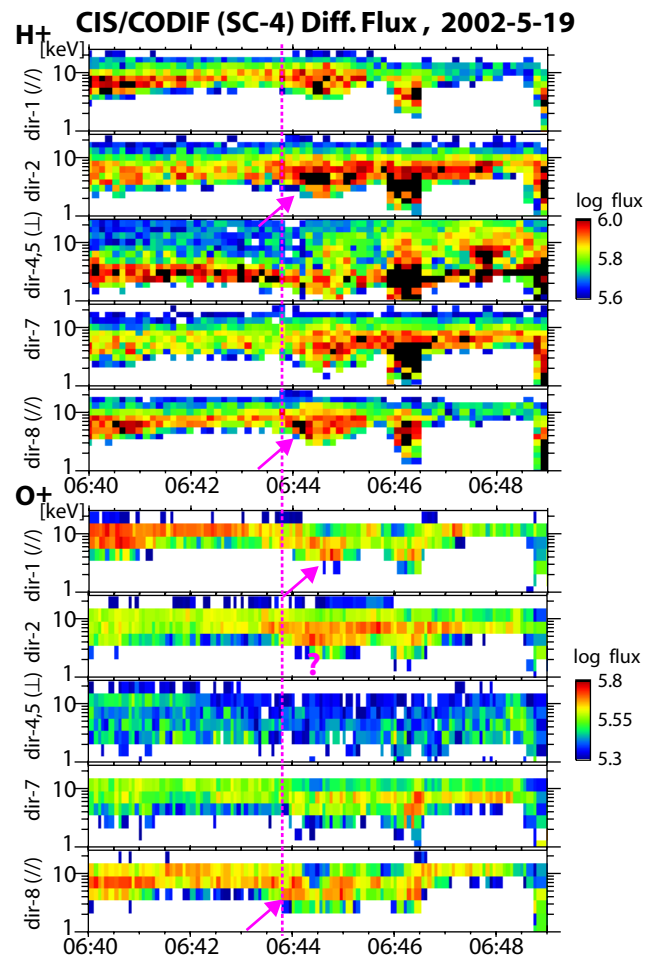 CIS/CODIF (SC-4) Diff. Flux , 2002-5-19
H+
[keV]
10
1
dir-1 (//)
10
1
dir-2
10
1
dir-4,5 (⊥)
10
1
dir-7
10
1
dir-8 (//)
log flux
6.0
5.8
5.6
06:40 06:42 06:44 06:46 06:48
O+
[keV]
10
1
dir-1 (//)
10
1
dir-2
?
10
1
dir-4,5 (⊥)
10
1
dir-7
10
1
dir-8 (//)
log flux
5.8
5.55
5.3
06:40 06:42 06:44 06:46 06:48